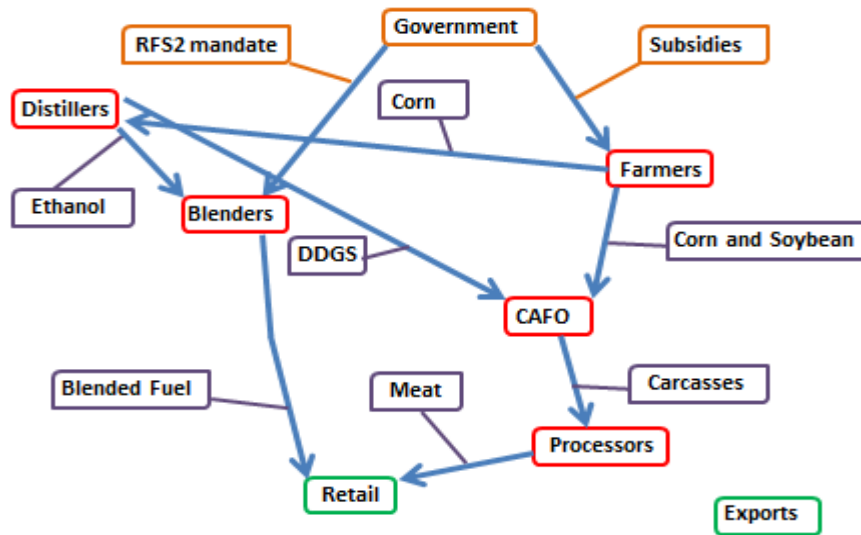 Government
RFS2 mandate
Subsidies
Corn
Distillers
Farmers
Ethanol
Blenders
Corn and Soybean
DDGS
CAFO
Blended Fuel
Meat
Carcasses
Processors
Retail
Exports